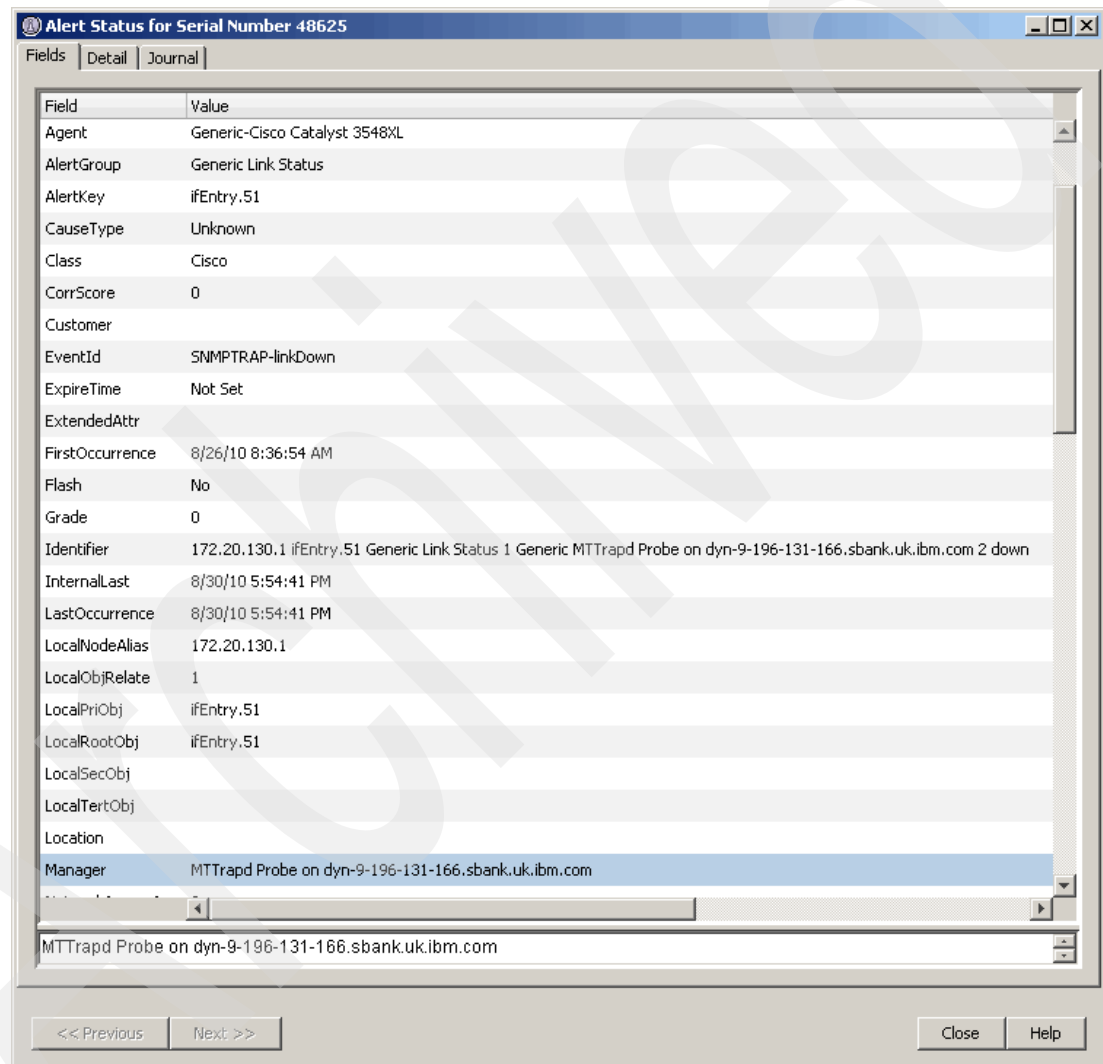 Alert Status for Serial Number 48625
Fields Detail Journal
Field Value
Agent Generic-Cisco Catalyst 3548XL
AlertGroup Generic Link Status
AlertKey ifEntry.51
CauseType Unknown
Class Cisco
CorrScore 0
Customer
EventId SNMPTRAP-linkDown
ExpireTime Not Set
ExtendedAttr
FirstOccurrence 8/26/10 8:36:54 AM
Flash No
Grade 0
Identifier 172.20.130.1 ifEntry.51 Generic Link Status 1 Generic MTTrapd Probe on dyn-9-196-131-166.sbank.uk.ibm.com 2 down
InternalLast 8/30/10 5:54:41 PM
LastOccurrence 8/30/10 5:54:41 PM
LocalNodeAlias 172.20.130.1
LocalObjRelate 1
LocalPriObj ifEntry.51
LocalRootObj ifEntry.51
LocalSecObj
LocalTertObj
Location
Manager MTTrapd Probe on dyn-9-196-131-166.sbank.uk.ibm.com
MTTrapd Probe on dyn-9-196-131-166.sbank.uk.ibm.com
<< Previous Next >> Close Help